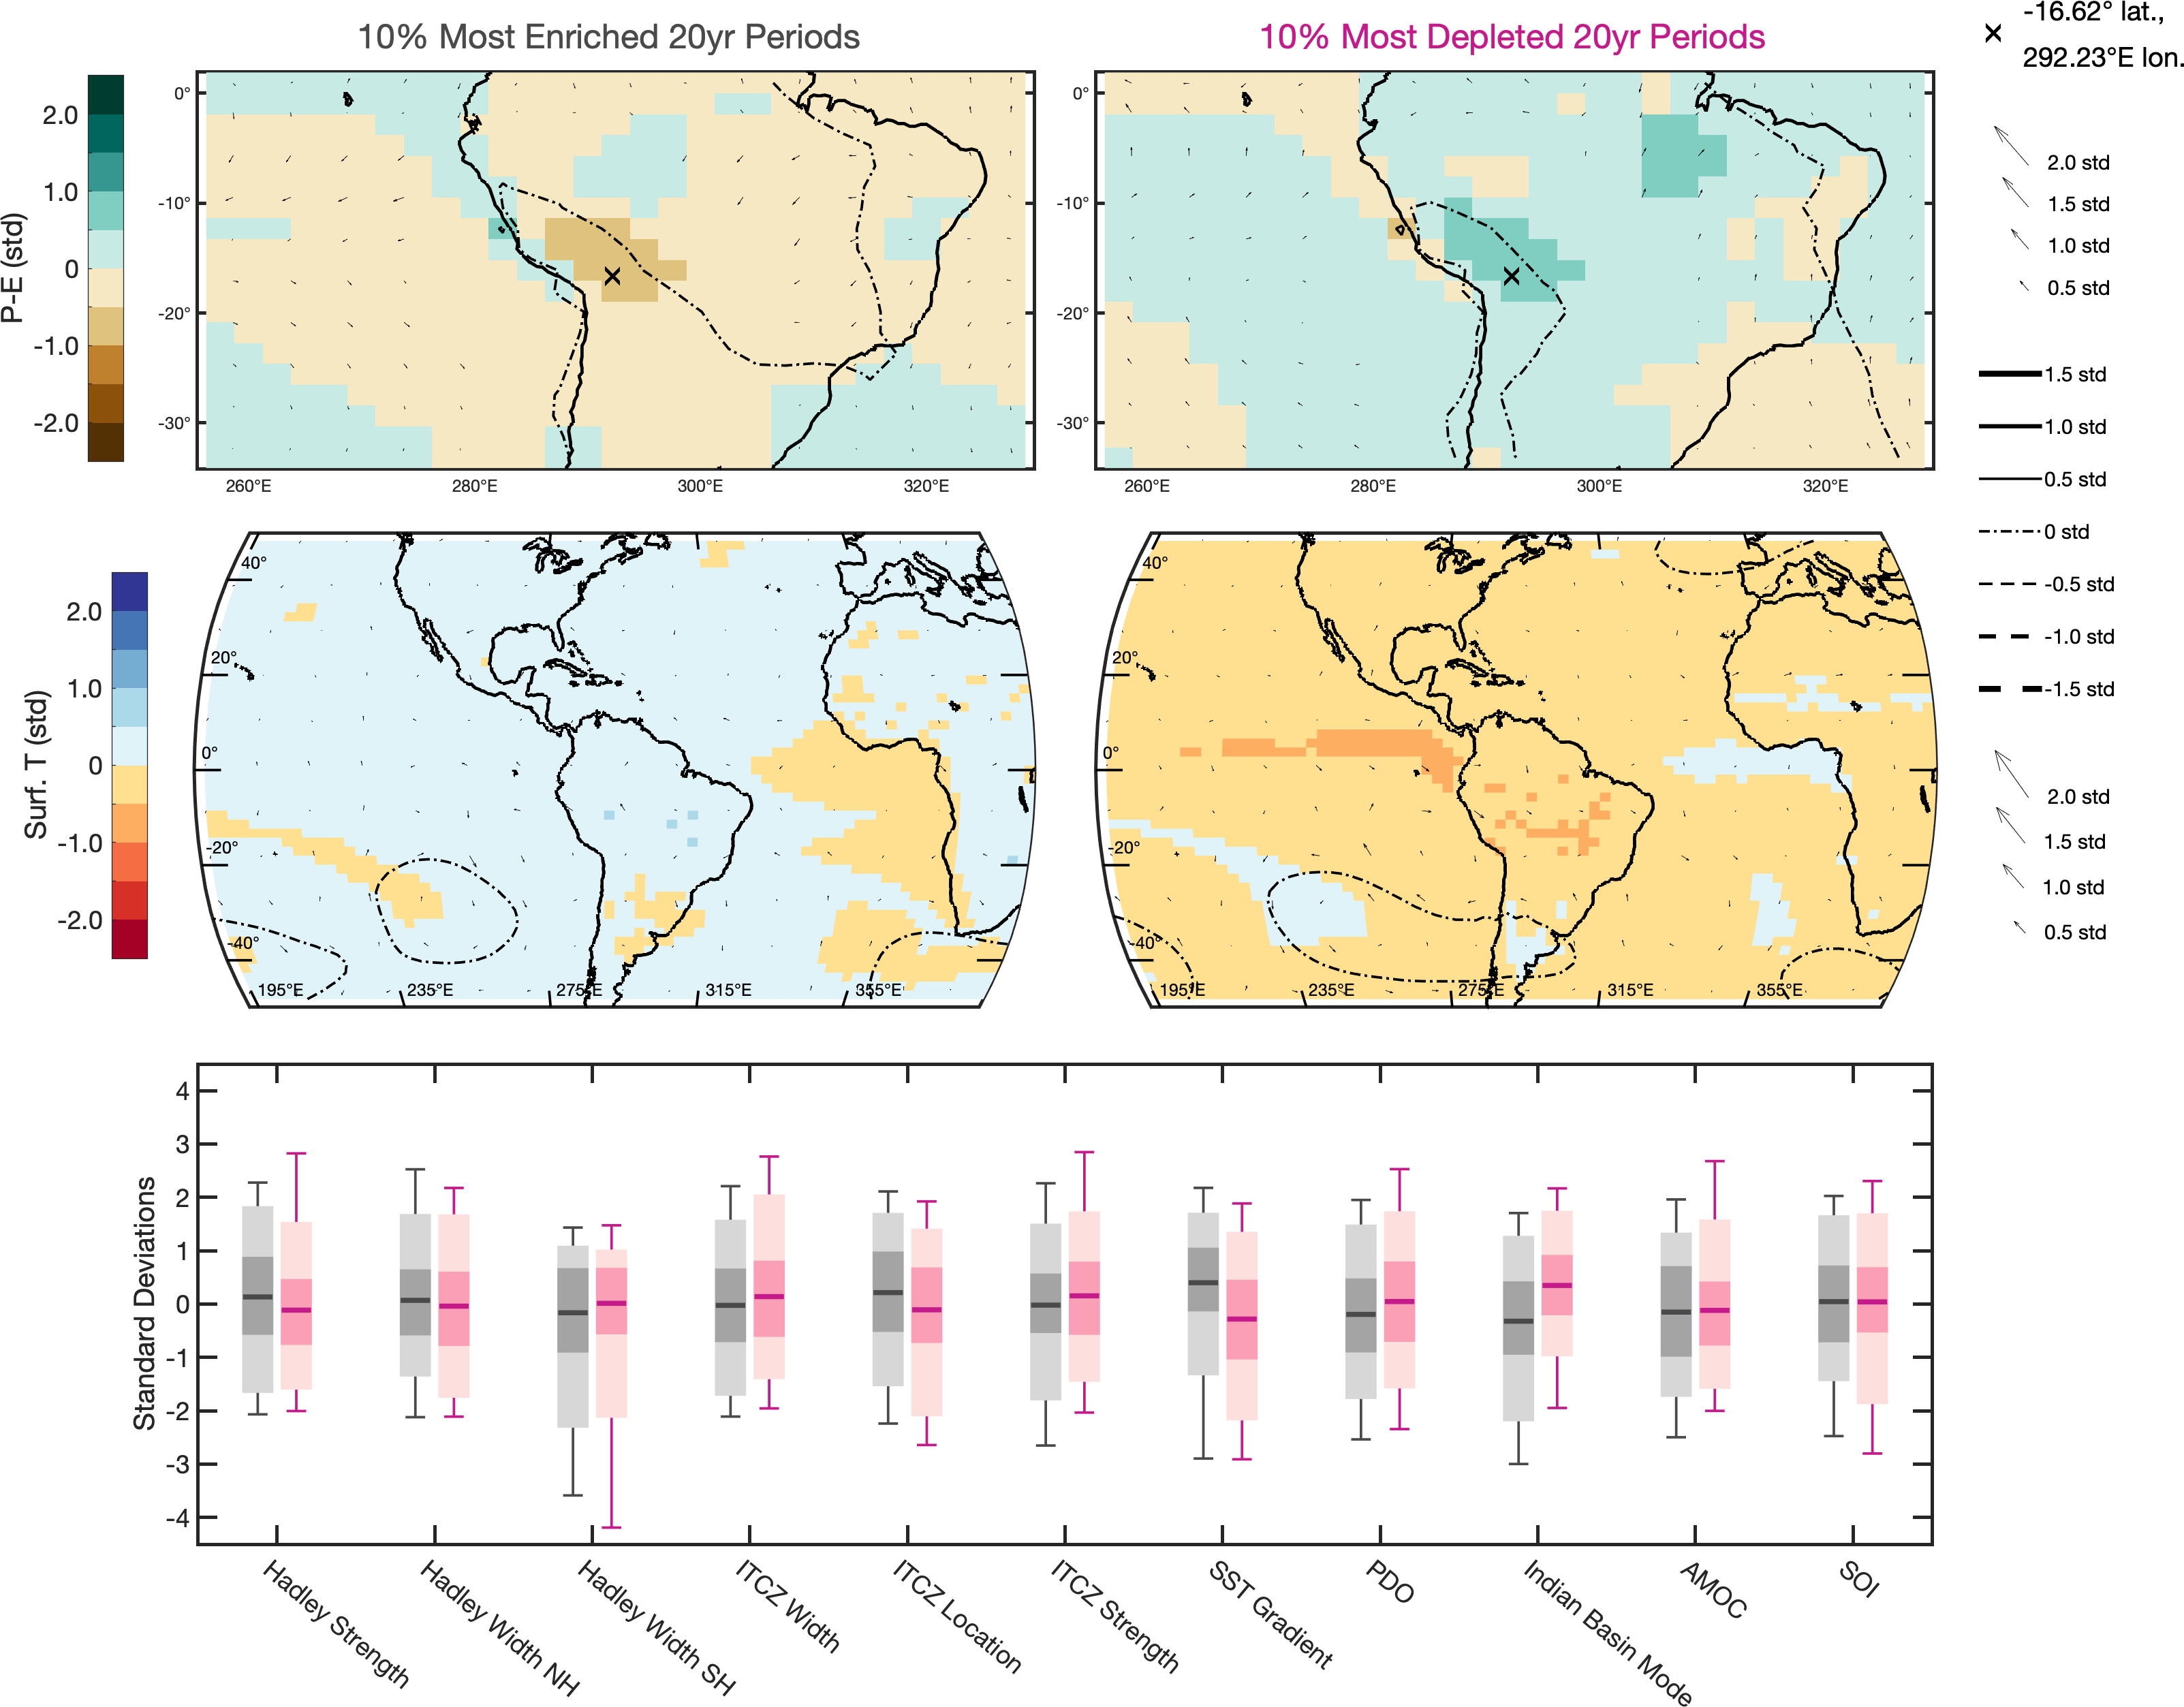 10% Most Enriched 20yr Periods
10% Most Depleted 20yr Periods
-16.62° lat.,
292.23°E lon.
P-E (std)
2.0
1.0
0
-1.0
-2.0
0°
-10°
-20°
-30°
260°E
280°E
300°E
320°E
0°
-10°
-20°
-30°
260°E
280°E
300°E
320°E
2.0 std
1.5 std
1.0 std
0.5 std
1.5 std
1.0 std
0.5 std
0 std
-0.5 std
-1.0 std
-1.5 std
Surf. T (std)
2.0
1.0
0
-1.0
-2.0
40°
20°
0°
-20°
-40°
195°E
235°E
275°E
315°E
355°E
40°
20°
0°
-20°
-40°
195°E
235°E
275°E
315°E
355°E
2.0 std
1.5 std
1.0 std
0.5 std
Standard Deviations
4
3
2
1
0
-1
-2
-3
-4
Hadley Strength
Hadley Width NH
Hadley Width SH
ITCZ Width
ITCZ Location
ITCZ Strength
SST Gradient
PDO
Indian Basin Mode
AMOC
SOI